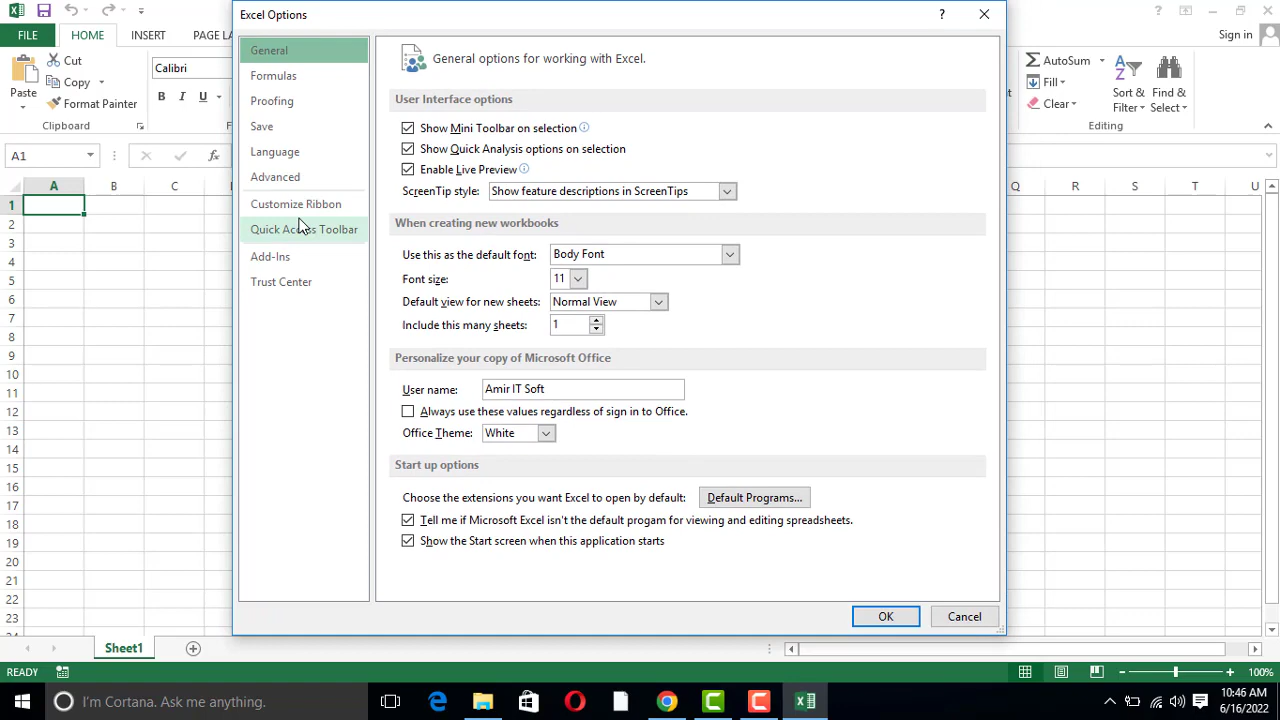 Excel Options
?
FILE
HOME
INSERT
PAGE LA
Sign in
Paste
Cut
Copy
Format Painter
Clipboard
Calibri
B I U
AutoSum
Fill
Clear
Sort &
Filter
Find &
Select
Editing
A1
fx
A B C
Q R S T U
1
2
3
4
5
6
7
8
9
10
11
12
13
14
15
16
17
18
19
20
21
22
23
General
Formulas
Proofing
Save
Language
Advanced
Customize Ribbon
Quick Access Toolbar
Add-Ins
Trust Center
General options for working with Excel.
User Interface options
Show Mini Toolbar on selection
Show Quick Analysis options on selection
Enable Live Preview
ScreenTip style: Show feature descriptions in ScreenTips
When creating new workbooks
Use this as the default font: Body Font
Font size: 11
Default view for new sheets: Normal View
Include this many sheets: 1
Personalize your copy of Microsoft Office
User name: Amir IT Soft
Always use these values regardless of sign in to Office.
Office Theme: White
Start up options
Choose the extensions you want Excel to open by default: Default Programs...
Tell me if Microsoft Excel isn't the default progam for viewing and editing spreadsheets.
Show the Start screen when this application starts
OK Cancel
Sheet1
READY
100%
I'm Cortana. Ask me anything.
10:46 AM
6/16/2022